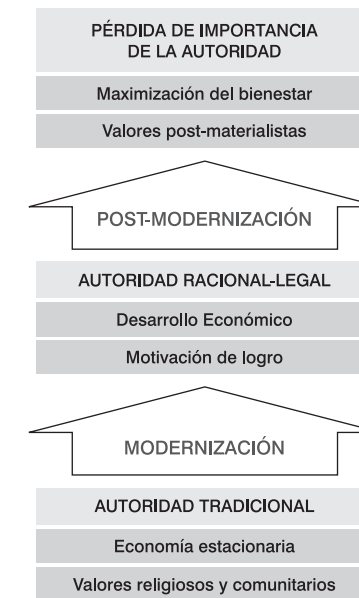 PÉRDIDA DE IMPORTANCIA
DE LA AUTORIDAD
Maximización del bienestar
Valores post-materialistas
POST-MODERNIZACIÓN
AUTORIDAD RACIONAL-LEGAL
Desarrollo Económico
Motivación de logro
MODERNIZACIÓN
AUTORIDAD TRADICIONAL
Economía estacionaria
Valores religiosos y comunitarios